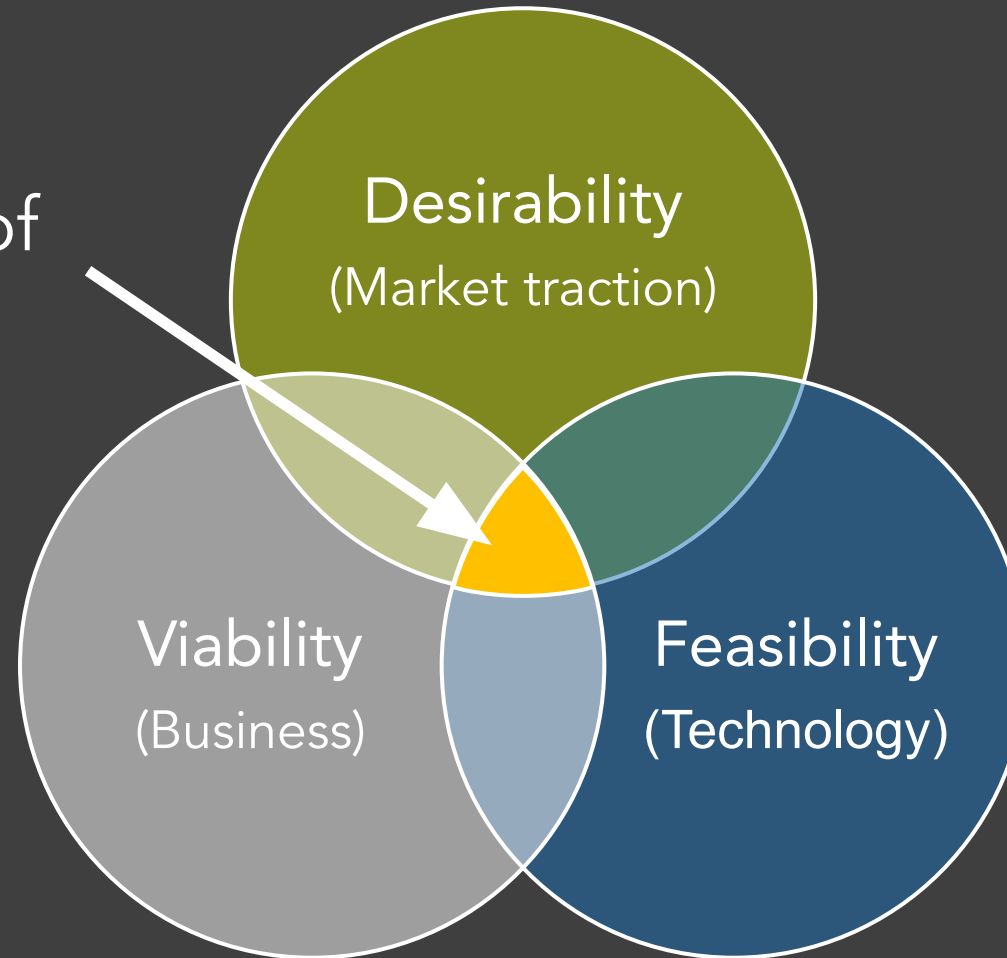 of
Desirability
(Market traction)
Viability
(Business)
Feasibility
(Technology)